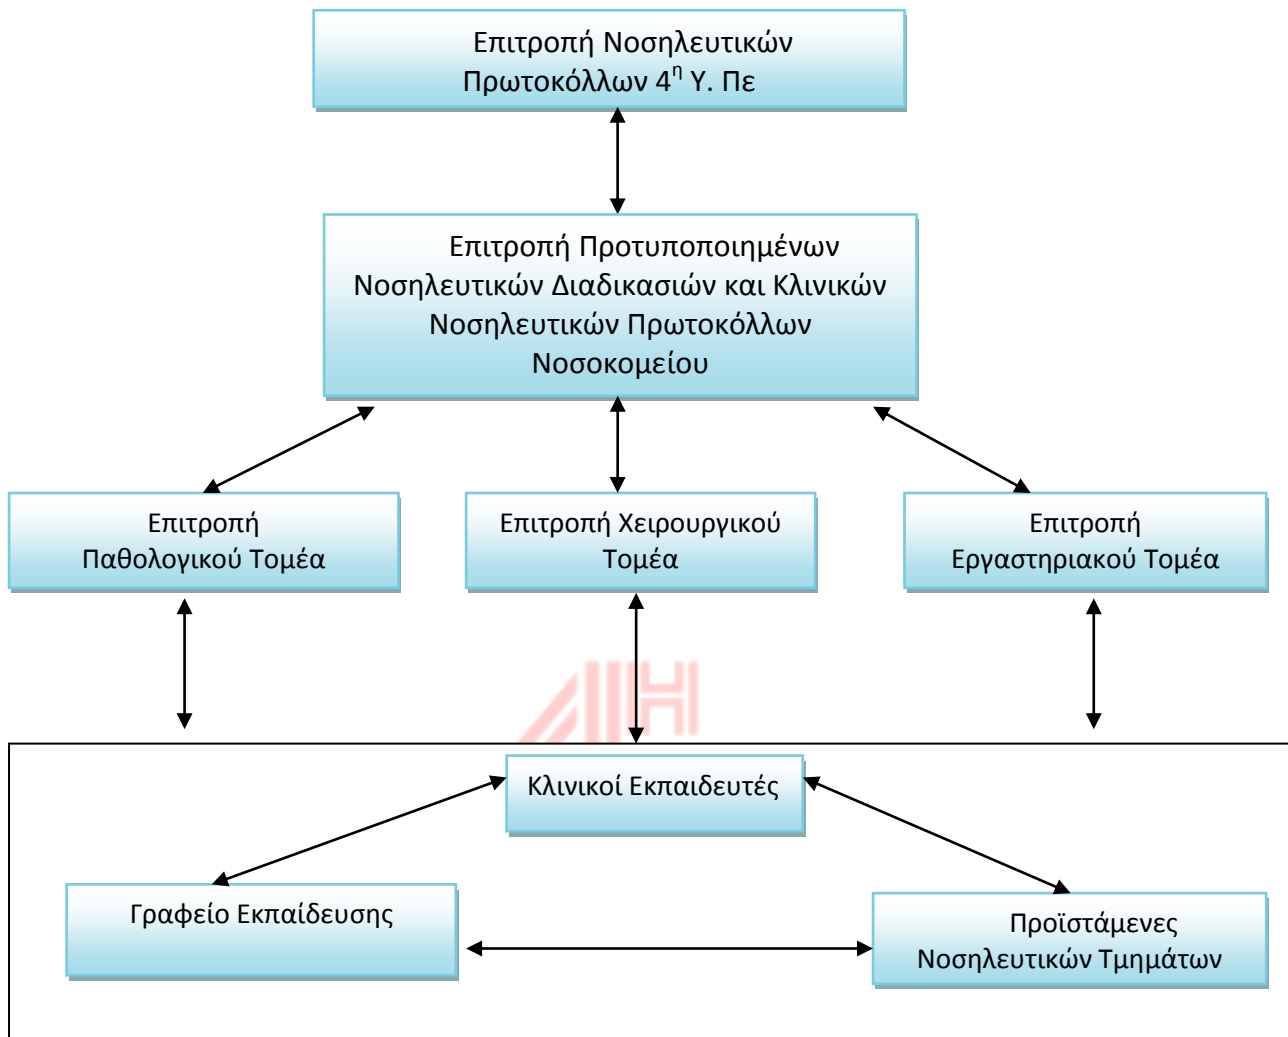 Επιτροπή Νοσηλευτικών
Πρωτοκόλλων 4η Υ. Πε
Επιτροπή Προτυποποιημένων
Νοσηλευτικών Διαδικασιών και Κλινικών
Νοσηλευτικών Πρωτοκόλλων
Νοσοκομείου
Επιτροπή
Παθολογικού Τομέα
Επιτροπή Χειρουργικού
Τομέα
Επιτροπή
Εργαστηριακού Τομέα
Κλινικοί Εκπαιδευτές
Γραφείο Εκπαίδευσης
Προϊστάμενες
Νοσηλευτικών Τμημάτων